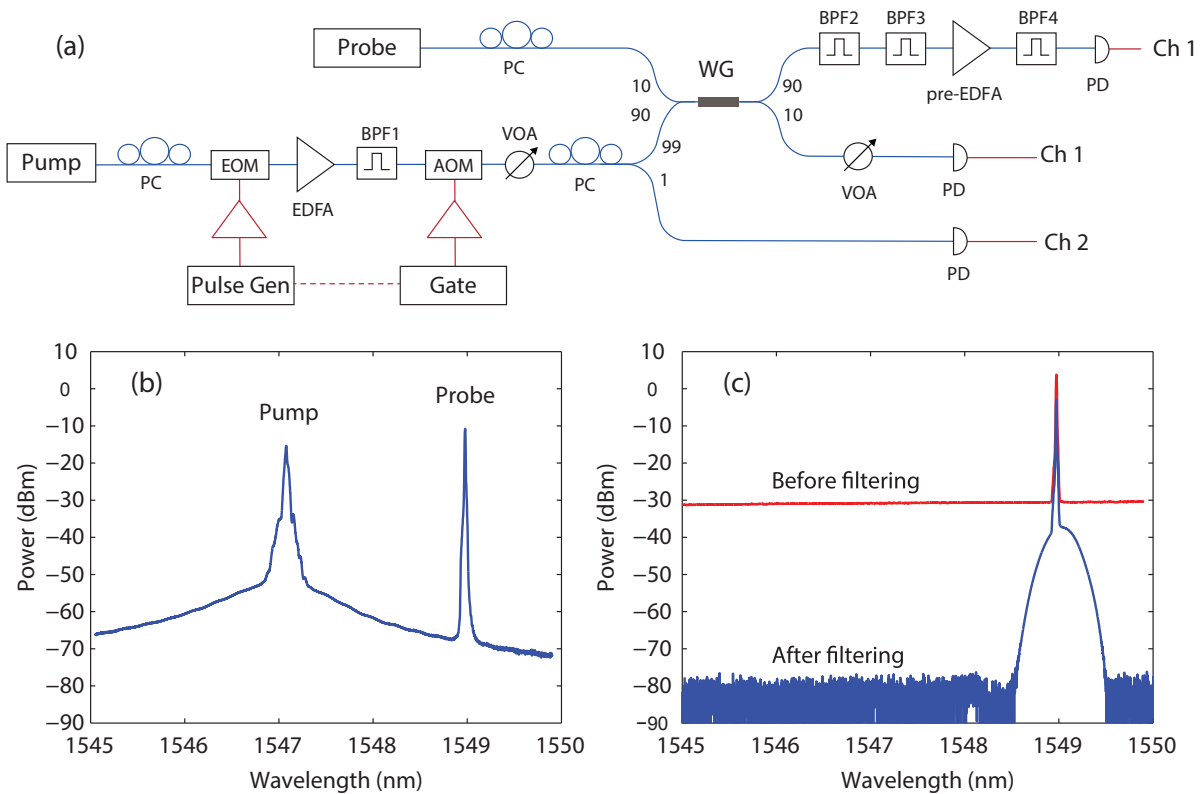 (a)
Probe
PC
10
90
WG
90
10
BPF2
BPF3
pre-EDFA
BPF4
PD
Ch 1
Pump
PC
EOM
EDFA
BPF1
AOM
VOA
PC
99
1
VOA
PD
Ch 1
PD
Ch 2
Pulse Gen
Gate
(b)
Pump
Probe
Power (dBm)
10
0
−10
−20
−30
−40
−50
−60
−70
−80
−90
1545 1546 1547 1548 1549 1550
Wavelength (nm)
(c)
Before filtering
After filtering
Power (dBm)
10
0
−10
−20
−30
−40
−50
−60
−70
−80
−90
1545 1546 1547 1548 1549 1550
Wavelength (nm)